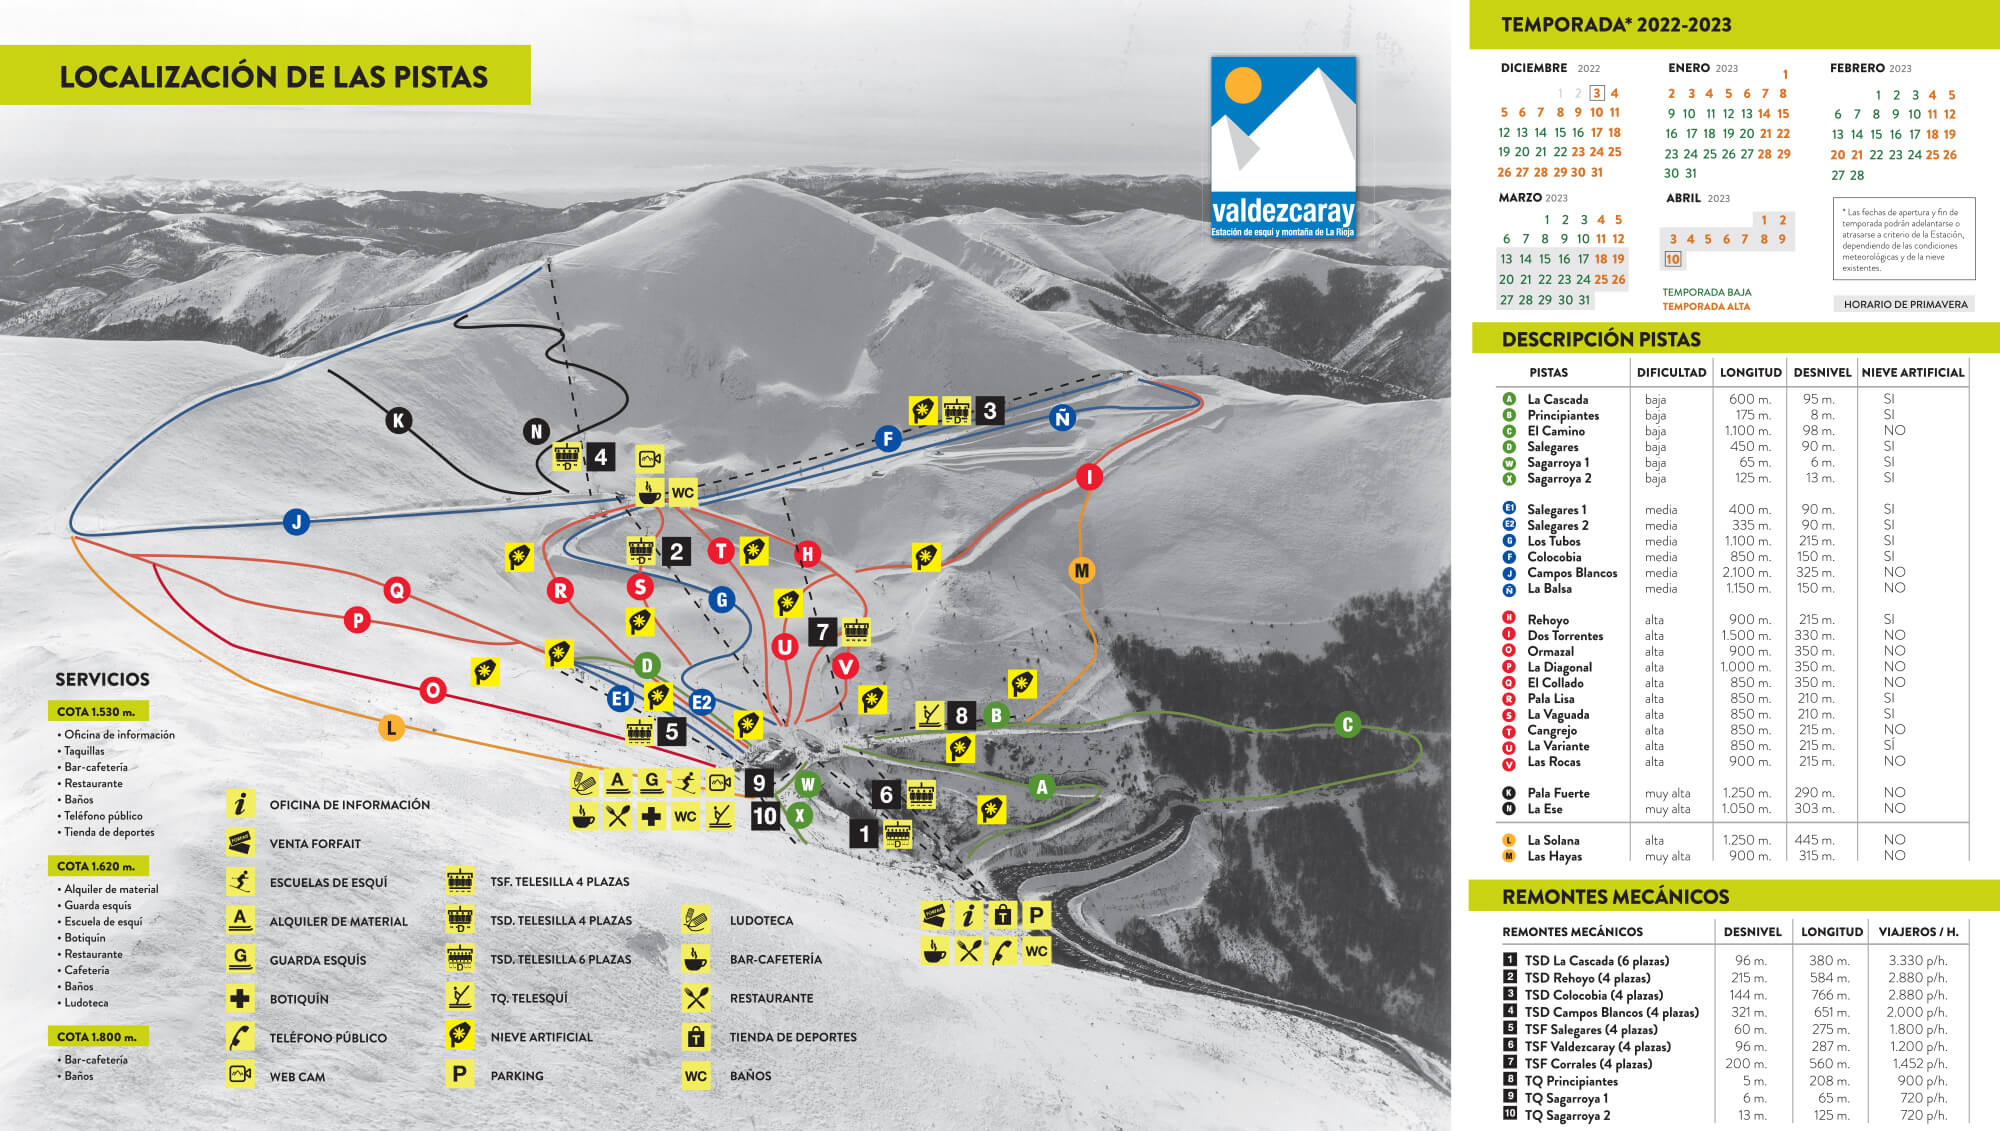 LOCALIZACIÓN DE LAS PISTAS
valdezcaray
Estación de esquí y montaña de La Rioja
K
N
4
J
F
3
Ñ
I
WC
2
T
H
M
Q
P
R
S
G
U
7
V
D
O
E1
E2
L
5
8
B
C
A
G
9
W
A
6
WC
10
X
1
P
WC
SERVICIOS
COTA 1.530 m.
• Oficina de información
• Taquillas
• Bar-cafetería
• Restaurante
• Baños
• Teléfono público
• Tienda de deportes
COTA 1.620 m.
• Alquiler de material
• Guarda esquís
• Escuela de esquí
• Botiquín
• Restaurante
• Cafetería
• Baños
• Ludoteca
COTA 1.800 m.
• Bar-cafetería
• Baños
i OFICINA DE INFORMACIÓN
VENTA FORFAIT
ESCUELAS DE ESQUÍ
A ALQUILER DE MATERIAL
G GUARDA ESQUÍS
BOTIQUÍN
TELÉFONO PÚBLICO
WEB CAM
TSF. TELESILLA 4 PLAZAS
D TSD. TELESILLA 4 PLAZAS
D TSD. TELESILLA 6 PLAZAS
TQ. TELESQUÍ
NIEVE ARTIFICIAL
P PARKING
LUDOTECA
BAR-CAFETERÍA
RESTAURANTE
T TIENDA DE DEPORTES
WC BAÑOS
TEMPORADA* 2022-2023
DICIEMBRE 2022
1 2 3 4
5 6 7 8 9 10 11
12 13 14 15 16 17 18
19 20 21 22 23 24 25
26 27 28 29 30 31
ENERO 2023
1
2 3 4 5 6 7 8
9 10 11 12 13 14 15
16 17 18 19 20 21 22
23 24 25 26 27 28 29
30 31
FEBRERO 2023
1 2 3 4 5
6 7 8 9 10 11 12
13 14 15 16 17 18 19
20 21 22 23 24 25 26
27 28
MARZO 2023
1 2 3 4 5
6 7 8 9 10 11 12
13 14 15 16 17 18 19
20 21 22 23 24 25 26
27 28 29 30 31
ABRIL 2023
1 2
3 4 5 6 7 8 9
10
TEMPORADA BAJA
TEMPORADA ALTA
* Las fechas de apertura y fin de
temporada podrán adelantarse o
atrasarse a criterio de la Estación,
dependiendo de las condiciones
meteorológicas y de la nieve
existentes.
HORARIO DE PRIMAVERA
DESCRIPCIÓN PISTAS
PISTAS DIFICULTAD LONGITUD DESNIVEL NIEVE ARTIFICIAL
A La Cascada baja 600 m. 95 m. SI
B Principiantes baja 175 m. 8 m. SI
C El Camino baja 1.100 m. 98 m. NO
D Salegares baja 450 m. 90 m. SI
W Sagarroya 1 baja 65 m. 6 m. SI
X Sagarroya 2 baja 125 m. 13 m. SI
E1 Salegares 1 media 400 m. 90 m. SI
E2 Salegares 2 media 335 m. 90 m. SI
G Los Tubos media 1.100 m. 215 m. SI
F Colocobia media 850 m. 150 m. SI
J Campos Blancos media 2.100 m. 325 m. NO
Ñ La Balsa media 1.150 m. 150 m. NO
H Rehoyo alta 900 m. 215 m. SI
I Dos Torrentes alta 1.500 m. 330 m. NO
O Ormazal alta 900 m. 350 m. NO
P La Diagonal alta 1.000 m. 350 m. NO
Q El Collado alta 850 m. 350 m. NO
R Pala Lisa alta 850 m. 210 m. SI
S La Vaguada alta 850 m. 210 m. SI
T Cangrejo alta 850 m. 215 m. NO
U La Variante alta 850 m. 215 m. SÍ
V Las Rocas alta 900 m. 215 m. NO
K Pala Fuerte muy alta 1.250 m. 290 m. NO
N La Ese muy alta 1.050 m. 303 m. NO
L La Solana alta 1.250 m. 445 m. NO
M Las Hayas muy alta 900 m. 315 m. NO
REMONTES MECÁNICOS
REMONTES MECÁNICOS DESNIVEL LONGITUD VIAJEROS / H.
1 TSD La Cascada (6 plazas) 96 m. 380 m. 3.330 p/h.
2 TSD Rehoyo (4 plazas) 215 m. 584 m. 2.880 p/h.
3 TSD Colocobia (4 plazas) 144 m. 766 m. 2.880 p/h.
4 TSD Campos Blancos (4 plazas) 321 m. 651 m. 2.000 p/h.
5 TSF Salegares (4 plazas) 60 m. 275 m. 1.800 p/h.
6 TSF Valdezcaray (4 plazas) 96 m. 287 m. 1.200 p/h.
7 TSF Corrales (4 plazas) 200 m. 560 m. 1.452 p/h.
8 TQ Principiantes 5 m. 208 m. 900 p/h.
9 TQ Sagarroya 1 6 m. 65 m. 720 p/h.
10 TQ Sagarroya 2 13 m. 125 m. 720 p/h.